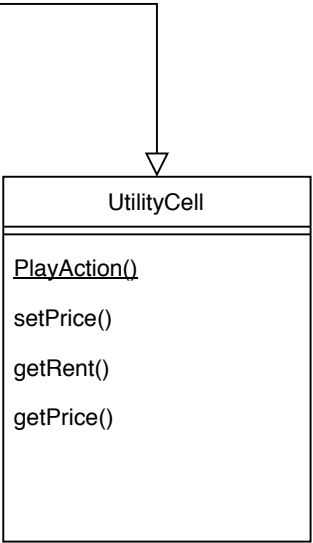 UtilityCell
PlayAction()
setPrice()
getRent()
getPrice()